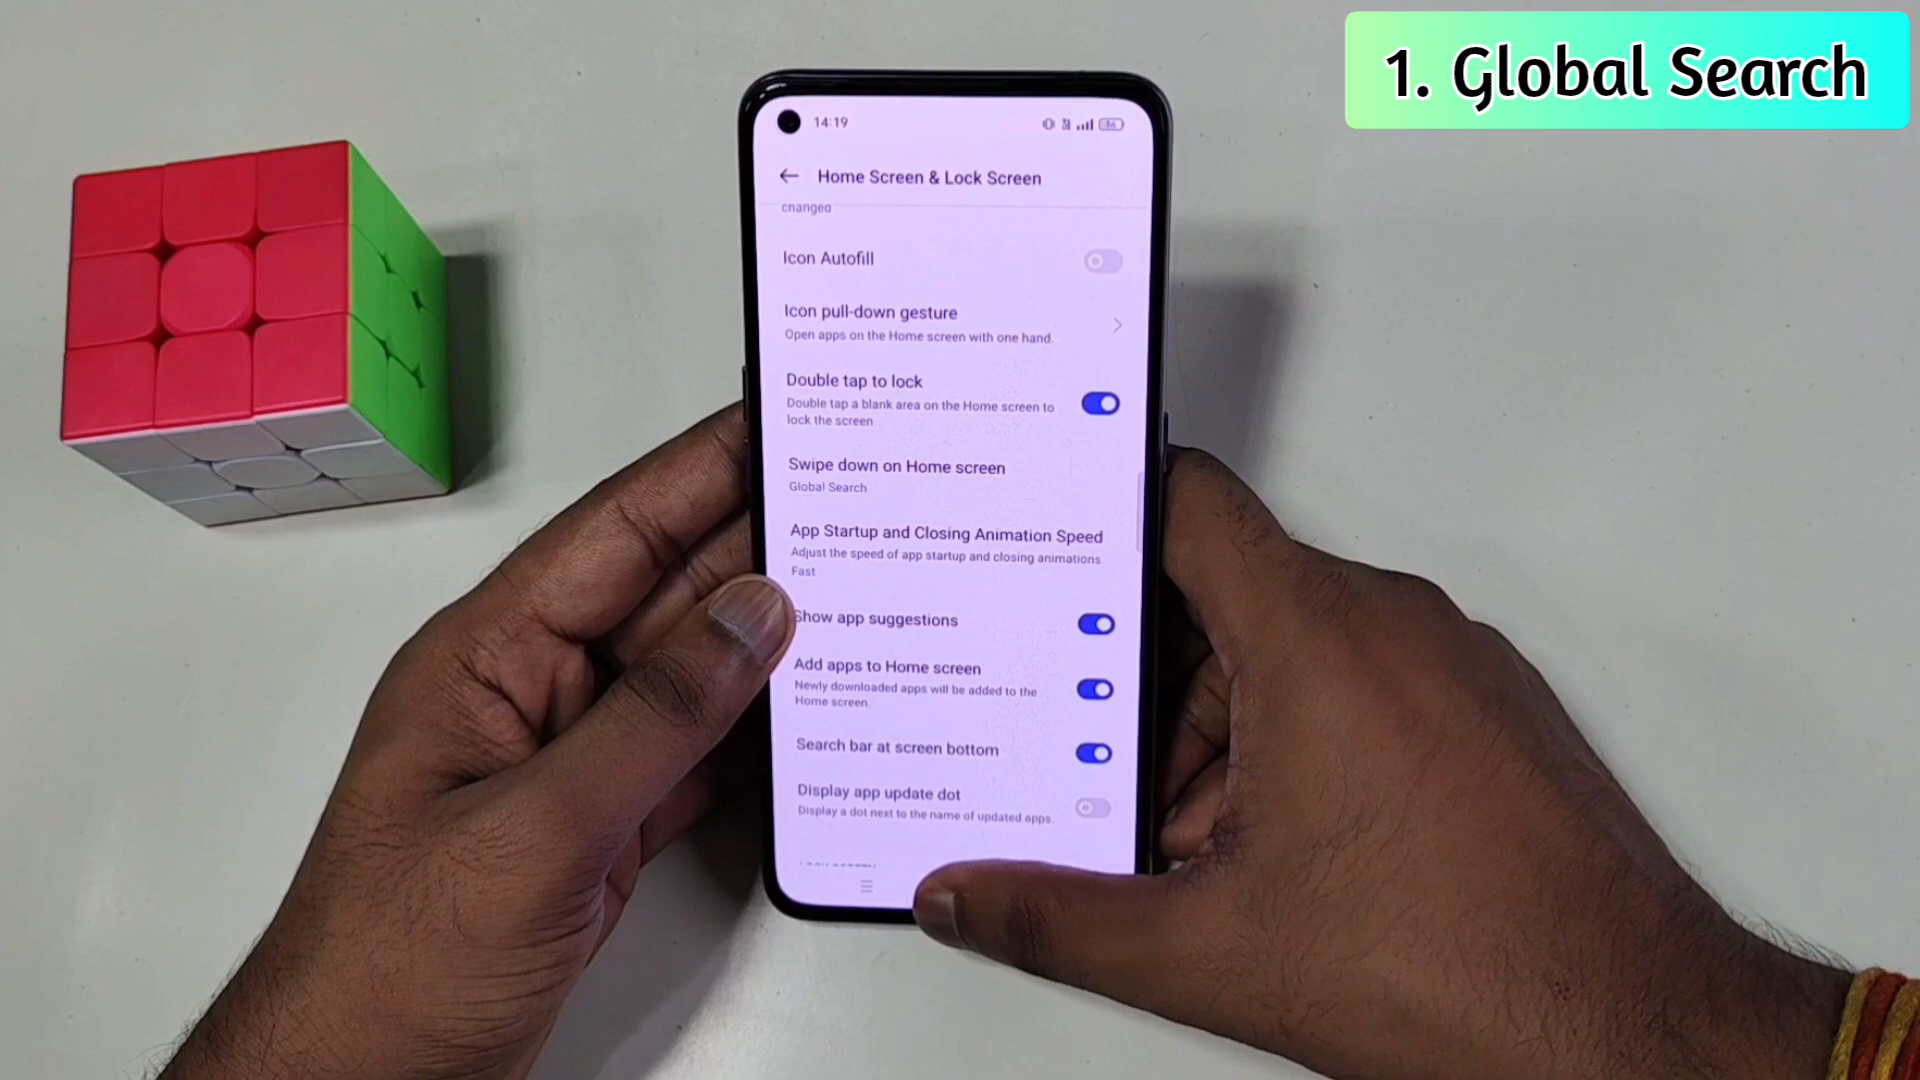 1. Global Search
14:19
56
Home Screen & Lock Screen
changed
Icon Autofill
Icon pull-down gesture
Open apps on the Home screen with one hand.
Double tap to lock
Double tap a blank area on the Home screen to
lock the screen
Swipe down on Home screen
Global Search
App Startup and Closing Animation Speed
Adjust the speed of app startup and closing animations
Fast
Show app suggestions
Add apps to Home screen
Newly downloaded apps will be added to the
Home screen.
Search bar at screen bottom
Display app update dot
Display a dot next to the name of updated apps.